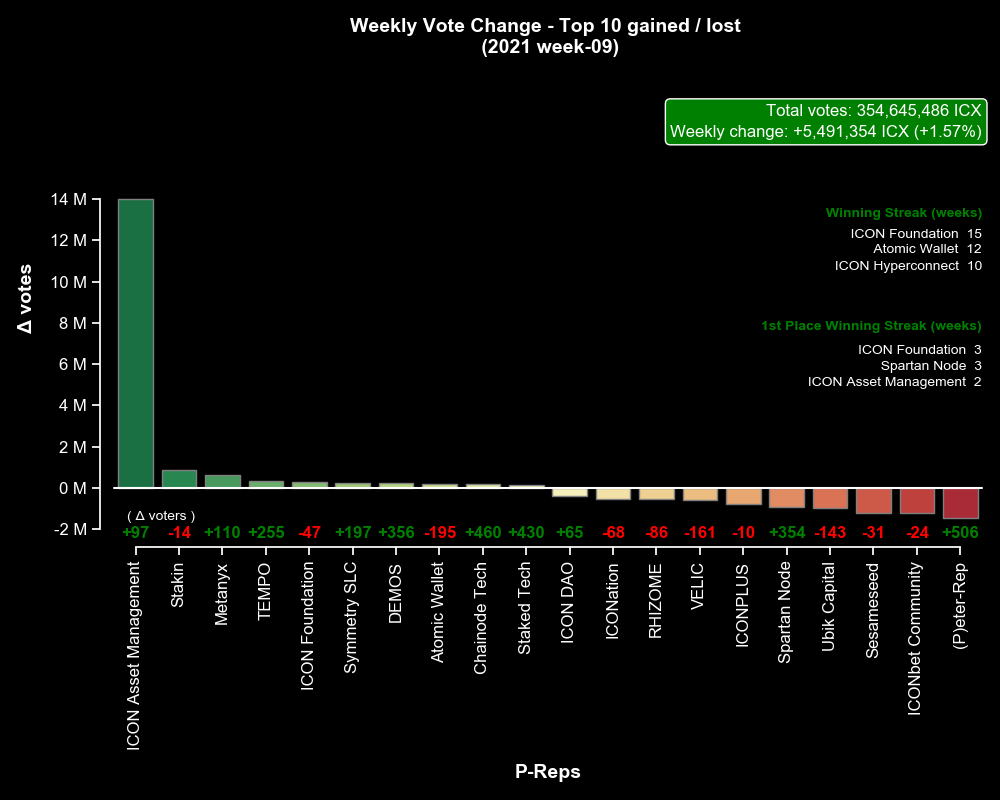 Weekly Vote Change - Top 10 gained / lost
(2021 week-09)
Total votes: 354,645,486 ICX
Weekly change: +5,491,354 ICX (+1.57%)
Winning Streak (weeks)
ICON Foundation 15
Atomic Wallet 12
ICON Hyperconnect 10
1st Place Winning Streak (weeks)
ICON Foundation 3
Spartan Node 3
ICON Asset Management 2
Δ votes
14 M
12 M
10 M
8 M
6 M
4 M
2 M
0 M
-2 M
( Δ voters )
+97 -14 +110 +255 -47 +197 +356 -195 +460 +430 +65 -68 -86 -161 -10 +354 -143 -31 -24 +506
ICON Asset Management
Stakin
Metanyx
TEMPO
ICON Foundation
Symmetry SLC
DEMOS
Atomic Wallet
Chainode Tech
Staked Tech
ICON DAO
ICONation
RHIZOME
VELIC
ICONPLUS
Spartan Node
Ubik Capital
Sesameseed
ICONbet Community
(P)eter-Rep
P-Reps